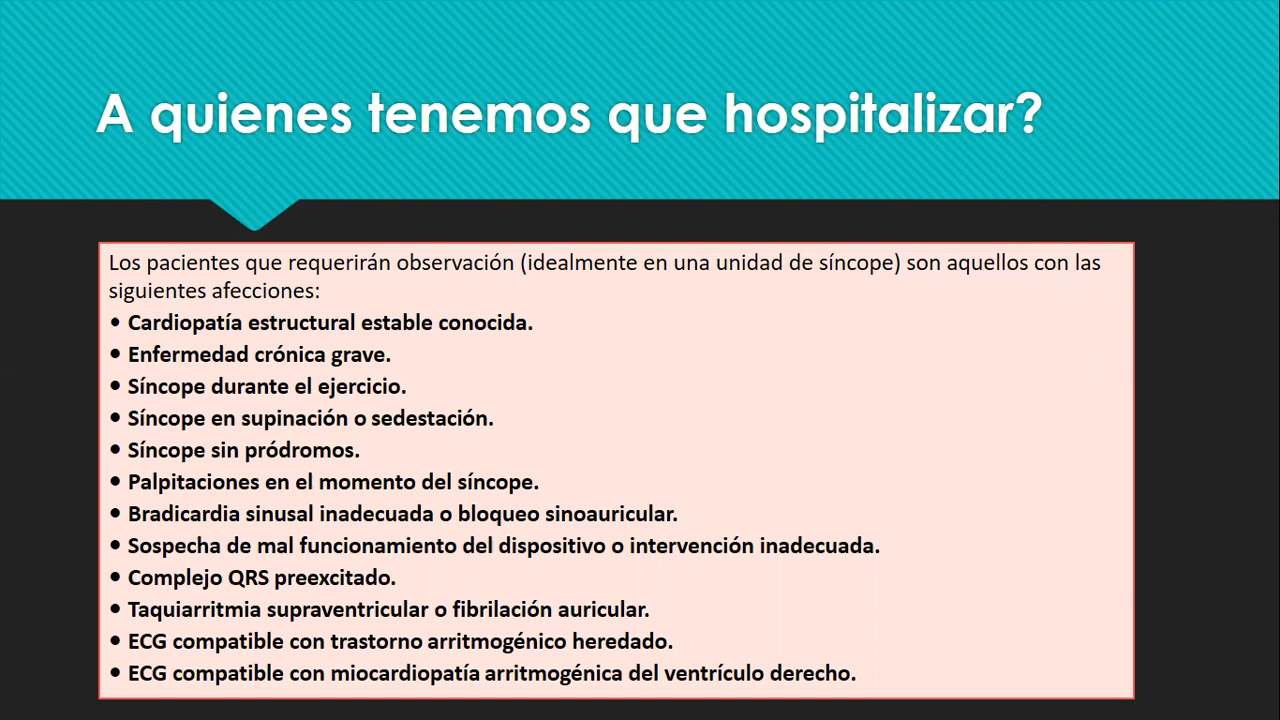 A quienes tenemos que hospitalizar?
Los pacientes que requerirán observación (idealmente en una unidad de síncope) son aquellos con las
siguientes afecciones:
• Cardiopatía estructural estable conocida.
• Enfermedad crónica grave.
• Síncope durante el ejercicio.
• Síncope en supinación o sedestación.
• Síncope sin pródromos.
• Palpitaciones en el momento del síncope.
• Bradicardia sinusal inadecuada o bloqueo sinoauricular.
• Sospecha de mal funcionamiento del dispositivo o intervención inadecuada.
• Complejo QRS preexcitado.
• Taquiarritmia supraventricular o fibrilación auricular.
• ECG compatible con trastorno arritmogénico heredado.
• ECG compatible con miocardiopatía arritmogénica del ventrículo derecho.